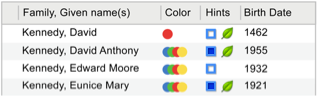 Family, Given name(s) Color Hints Birth Date
Kennedy, David 1462
Kennedy, David Anthony 1955
Kennedy, Edward Moore 1932
Kennedy, Eunice Mary 1921